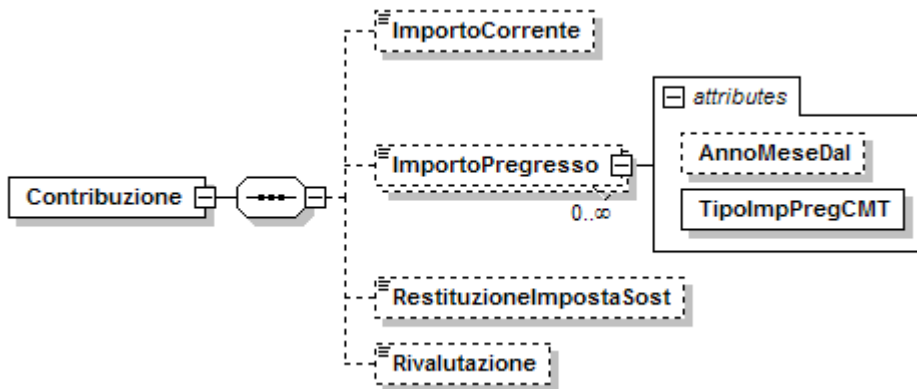 ImportoCorrente
attributes
AnnoMeseDal
ImportoPregresso
Contribuzione
TipoImpPregCMT
0..∞
RestituzioneImpostaSost
Rivalutazione